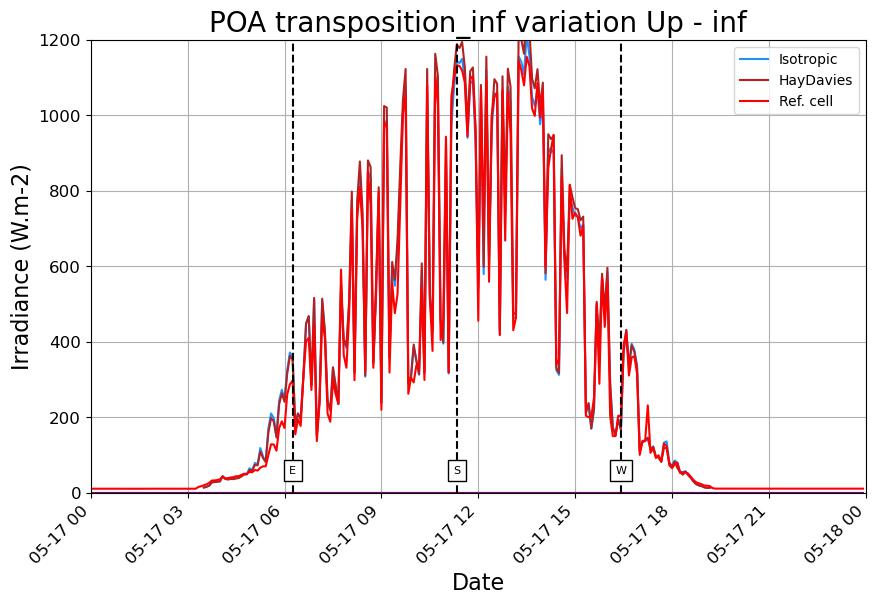 POA transposition_inf variation Up - inf
Isotropic
HayDavies
Ref. cell
Irradiance (W.m-2)
1200
1000
800
600
400
200
0
E
S
W
05-17 00
05-17 03
05-17 06
05-17 09
05-17 12
05-17 15
05-17 18
05-17 21
05-18 00
Date